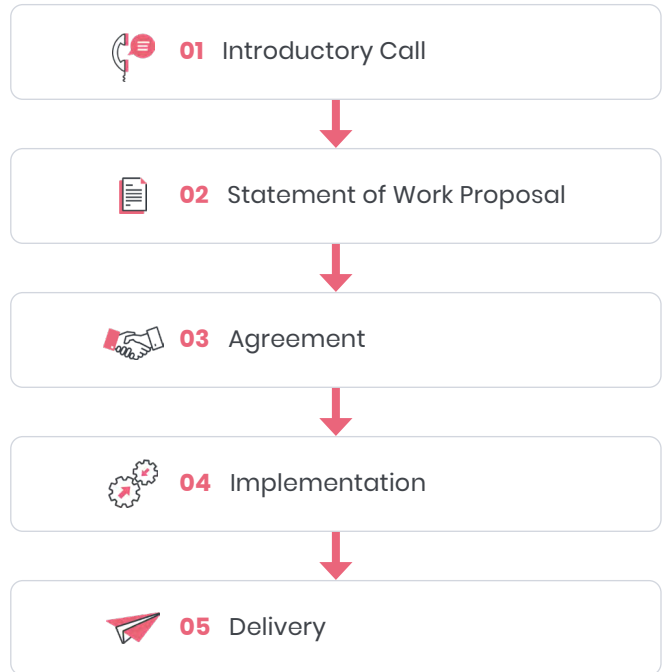 01 Introductory Call
02 Statement of Work Proposal
03 Agreement
04 Implementation
05 Delivery